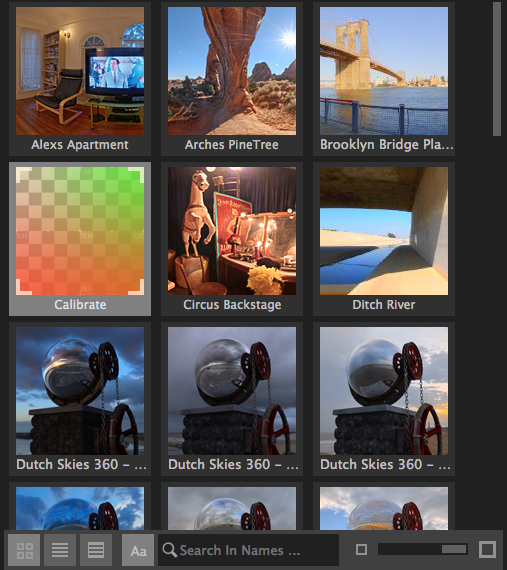 Alexs Apartment
Arches PineTree
Brooklyn Bridge Pla...
Calibrate
Circus Backstage
Ditch River
Dutch Skies 360 – ...
Dutch Skies 360 – ...
Dutch Skies 360 – ...
Aa
Search In Names ...